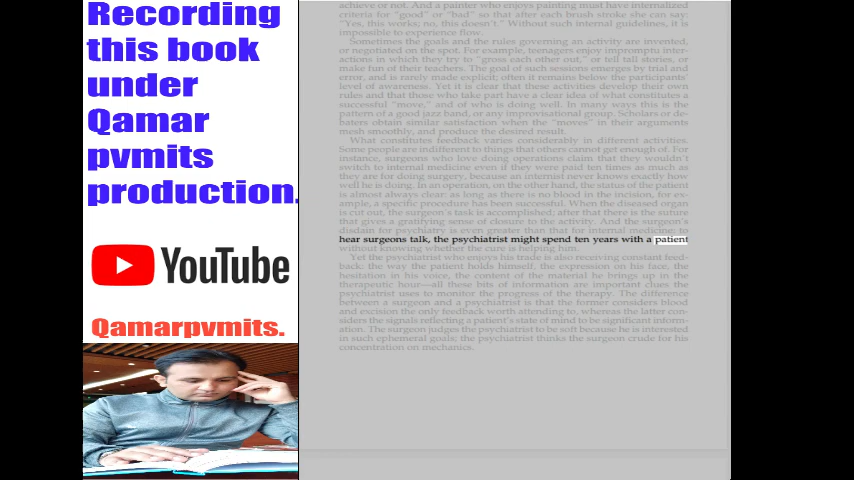 Recording
this book
under
Qamar
pvmits
production.
YouTube
Qamarpvmits.
achieve or not. And a painter who enjoys painting must have internalized
criteria for "good" or "bad" so that after each brush stroke she can say:
"Yes, this works; no, this doesn't." Without such internal guidelines, it is
impossible to experience flow.
Sometimes the goals and the rules governing an activity are invented,
or negotiated on the spot. For example, teenagers enjoy impromptu inter-
actions in which they try to "gross each other out," or tell tall stories, or
make fun of their teachers. The goal of such sessions emerges by trial and
error, and is rarely made explicit; often it remains below the participants'
level of awareness. Yet it is clear that these activities develop their own
rules and that those who take part have a clear idea of what constitutes a
successful "move," and of who is doing well. In many ways this is the
pattern of a good jazz band, or any improvisational group. Scholars or de-
baters obtain similar satisfaction when the "moves" in their arguments
mesh smoothly, and produce the desired result.
What constitutes feedback varies considerably in different activities.
Some people are indifferent to things that others cannot get enough of. For
instance, surgeons who love doing operations claim that they wouldn't
switch to internal medicine even if they were paid ten times as much as
they are for doing surgery, because an internist never knows exactly how
well he is doing. In an operation, on the other hand, the status of the patient
is almost always clear: as long as there is no blood in the incision, for ex-
ample, a specific procedure has been successful. When the diseased organ
is cut out, the surgeon's task is accomplished; after that there is the suture
that gives a gratifying sense of closure to the activity. And the surgeon's
disdain for psychiatry is even greater than that for internal medicine: to
hear surgeons talk, the psychiatrist might spend ten years with a patient
without knowing whether the cure is helping him.
Yet the psychiatrist who enjoys his trade is also receiving constant feed-
back: the way the patient holds himself, the expression on his face, the
hesitation in his voice, the content of the material he brings up in the
therapeutic hour—all these bits of information are important clues the
psychiatrist uses to monitor the progress of the therapy. The difference
between a surgeon and a psychiatrist is that the former considers blood
and excision the only feedback worth attending to, whereas the latter con-
siders the signals reflecting a patient's state of mind to be significant inform-
ation. The surgeon judges the psychiatrist to be soft because he is interested
in such ephemeral goals; the psychiatrist thinks the surgeon crude for his
concentration on mechanics.